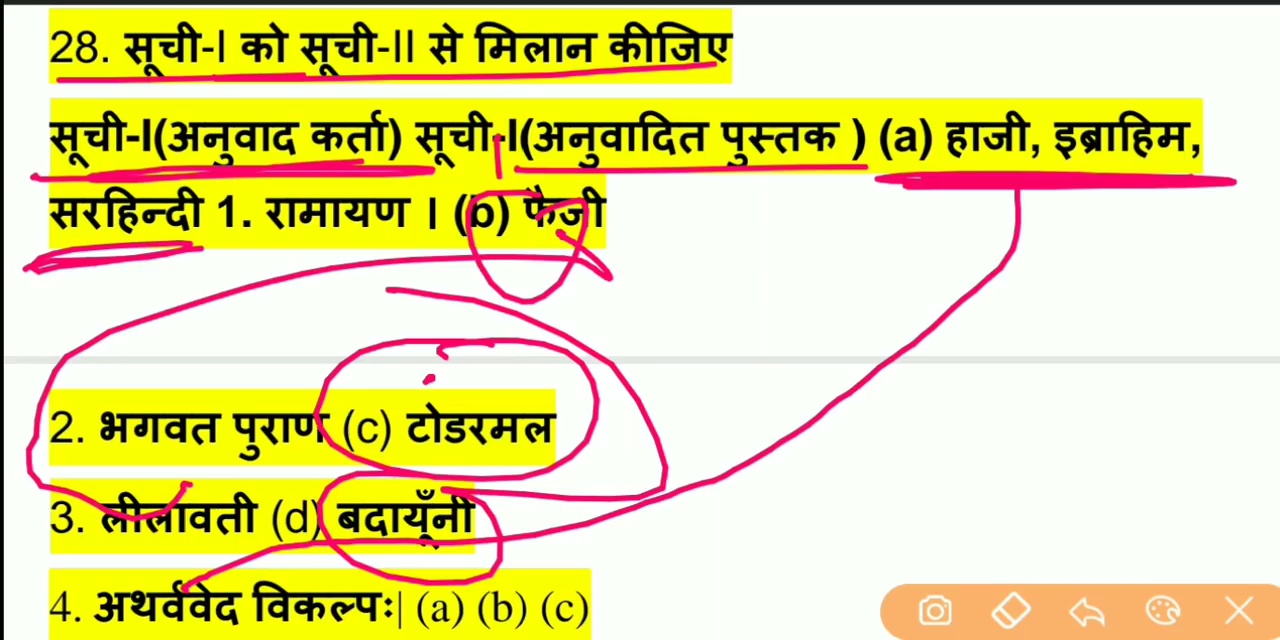 28. सूची-I को सूची-II से मिलान कीजिए
सूची-I(अनुवाद कर्ता) सूची-I(अनुवादित पुस्तक ) (a) हाजी, इब्राहिम,
सरहिन्दी 1. रामायण । (b) फैजी
2. भगवत पुराण (c) टोडरमल
3. लीलावती (d) बदायूँनी
4. अथर्ववेद विकल्पः| (a) (b) (c)